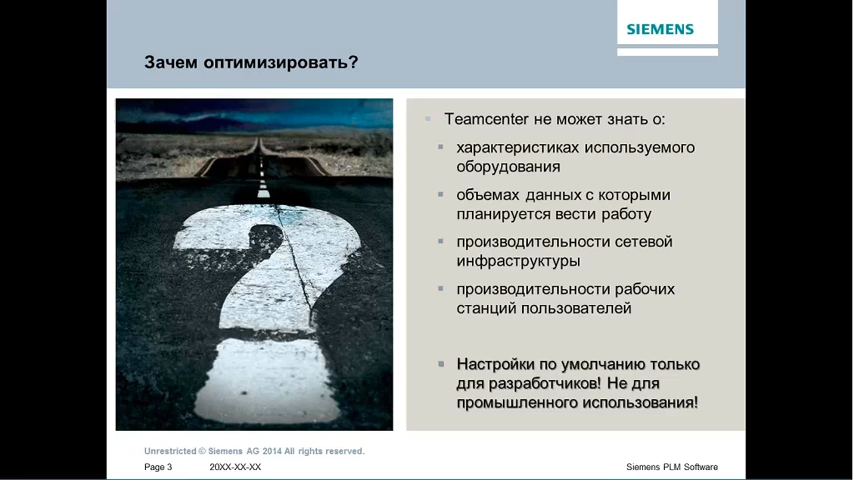 SIEMENS
Зачем оптимизировать?
Teamcenter не может знать о:
характеристиках используемого
оборудования
объемах данных с которыми
планируется вести работу
производительности сетевой
инфраструктуры
производительности рабочих
станций пользователей
Настройки по умолчанию только
для разработчиков! Не для
промышленного использования!
Unrestricted © Siemens AG 2014 All rights reserved.
Page 3 20XX-XX-XX Siemens PLM Software